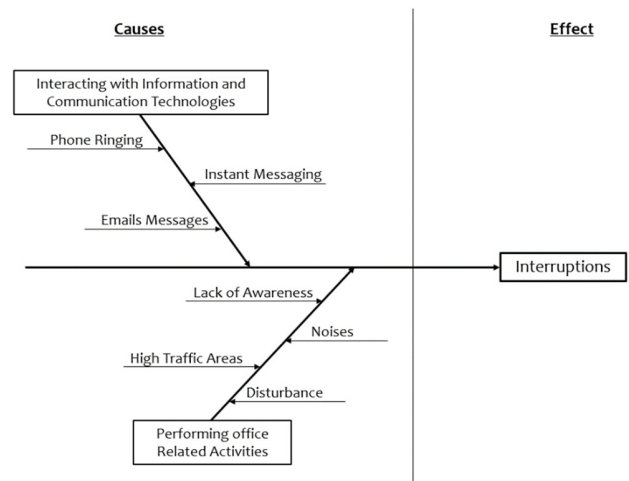 Causes
Effect
Interacting with Information and
Communication Technologies
Phone Ringing
Instant Messaging
Emails Messages
Interruptions
Lack of Awareness
Noises
High Traffic Areas
Disturbance
Performing office
Related Activities